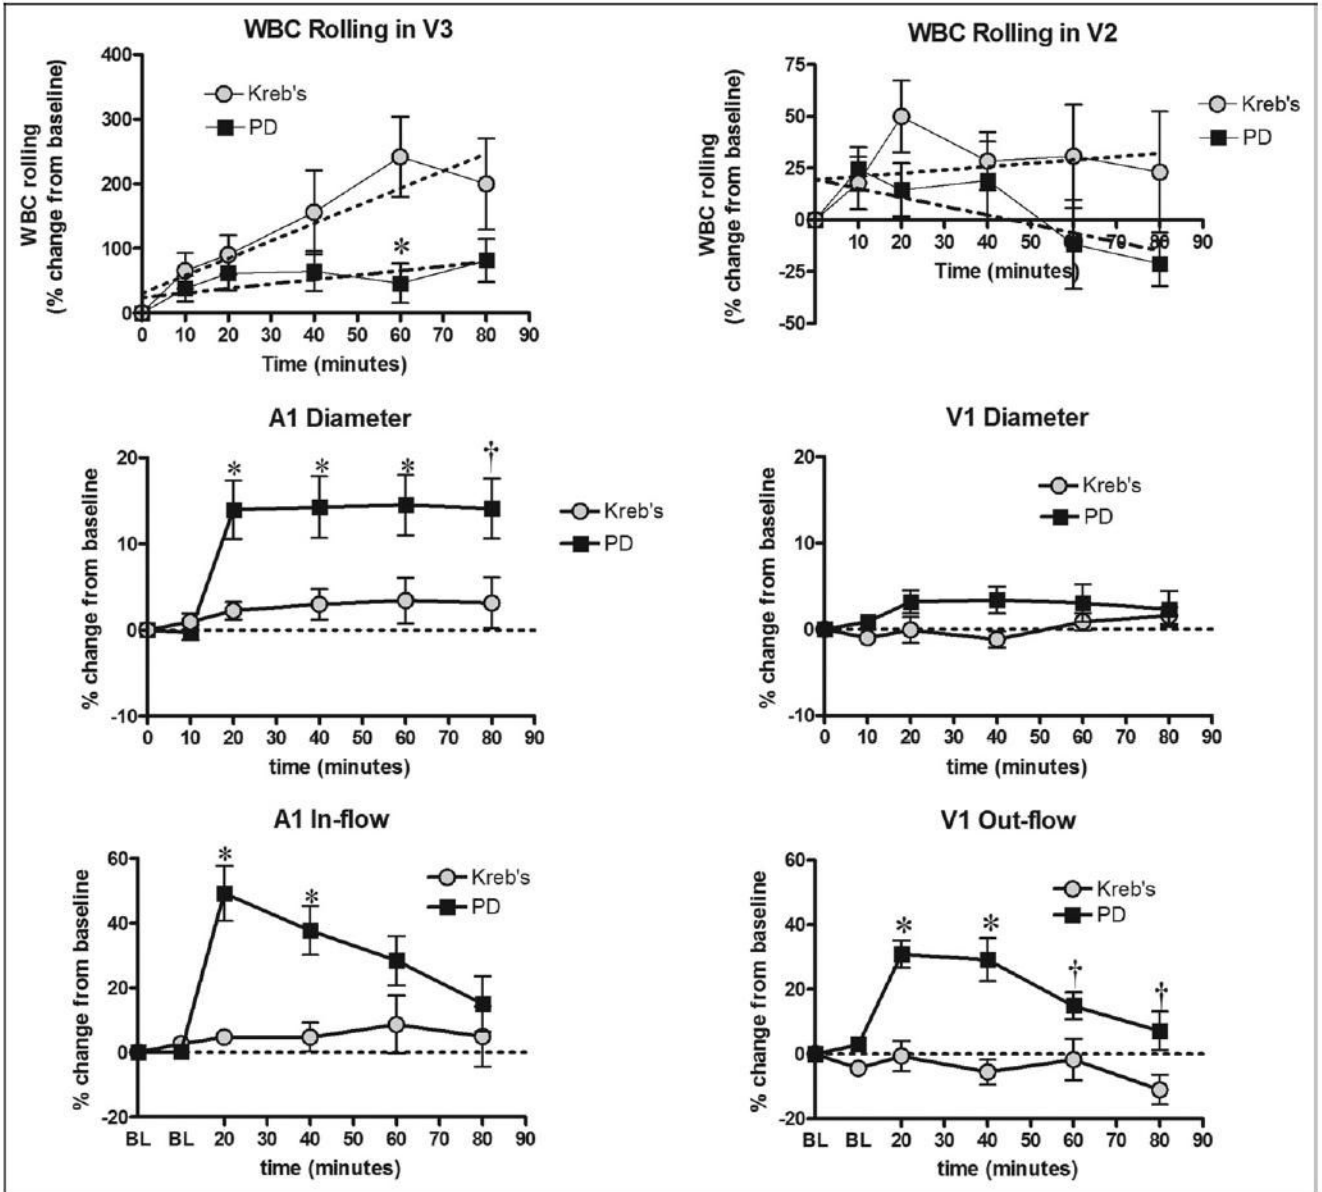 WBC Rolling in V3
WBC rolling
(% change from baseline)
400
300
200
100
0
Kreb's
PD
*
0 10 20 30 40 50 60 70 80 90
Time (minutes)
WBC Rolling in V2
WBC rolling
(% change from baseline)
75
50
25
0
-25
-50
Kreb's
PD
10 20 30 40 50 60 70 80 90
Time (minutes)
A1 Diameter
% change from baseline
20
10
0
-10
* * * †
Kreb's
PD
0 10 20 30 40 50 60 70 80 90
time (minutes)
V1 Diameter
% change from baseline
20
10
0
-10
Kreb's
PD
0 10 20 30 40 50 60 70 80 90
time (minutes)
A1 In-flow
% change from baseline
60
40
20
0
-20
* *
Kreb's
PD
BL BL 20 30 40 50 60 70 80 90
time (minutes)
V1 Out-flow
% change from baseline
60
40
20
0
-20
* * † †
Kreb's
PD
BL BL 20 30 40 50 60 70 80 90
time (minutes)